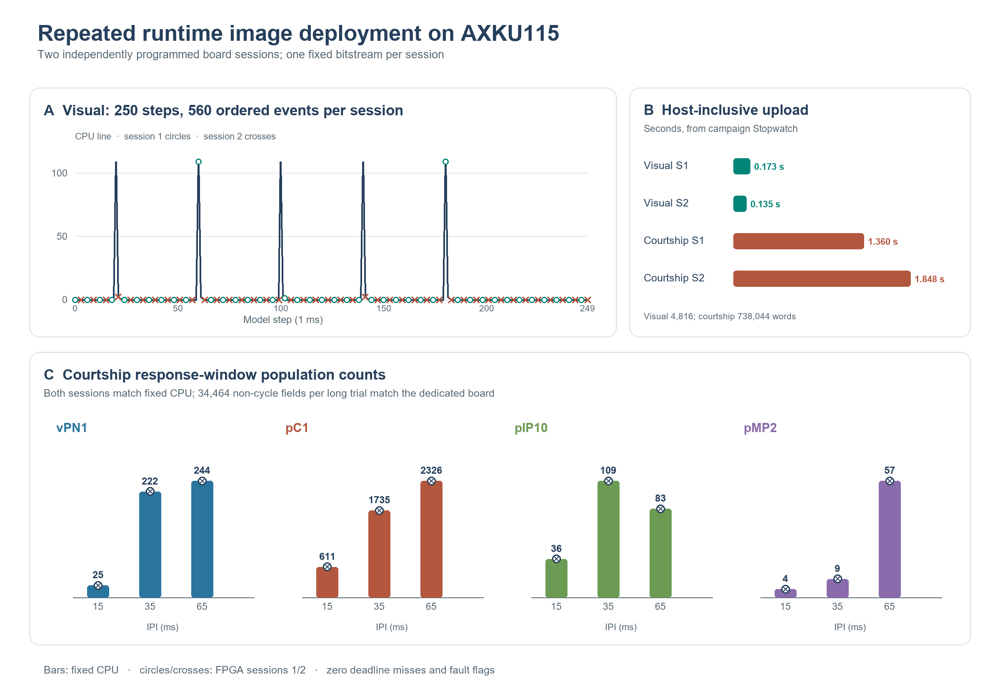 Repeated runtime image deployment on AXKU115
Two independently programmed board sessions; one fixed bitstream per session
A Visual: 250 steps, 560 ordered events per session
CPU line · session 1 circles · session 2 crosses
100
50
0
0 50 100 150 200 249
Model step (1 ms)
B Host-inclusive upload
Seconds, from campaign Stopwatch
Visual S1 0.173 s
Visual S2 0.135 s
Courtship S1 1.360 s
Courtship S2 1.848 s
Visual 4,816; courtship 738,044 words
C Courtship response-window population counts
Both sessions match fixed CPU; 34,464 non-cycle fields per long trial match the dedicated board
vPN1
25 222 244
15 35 65
IPI (ms)
pC1
611 1735 2326
15 35 65
IPI (ms)
pIP10
36 109 83
15 35 65
IPI (ms)
pMP2
4 9 57
15 35 65
IPI (ms)
Bars: fixed CPU · circles/crosses: FPGA sessions 1/2 · zero deadline misses and fault flags